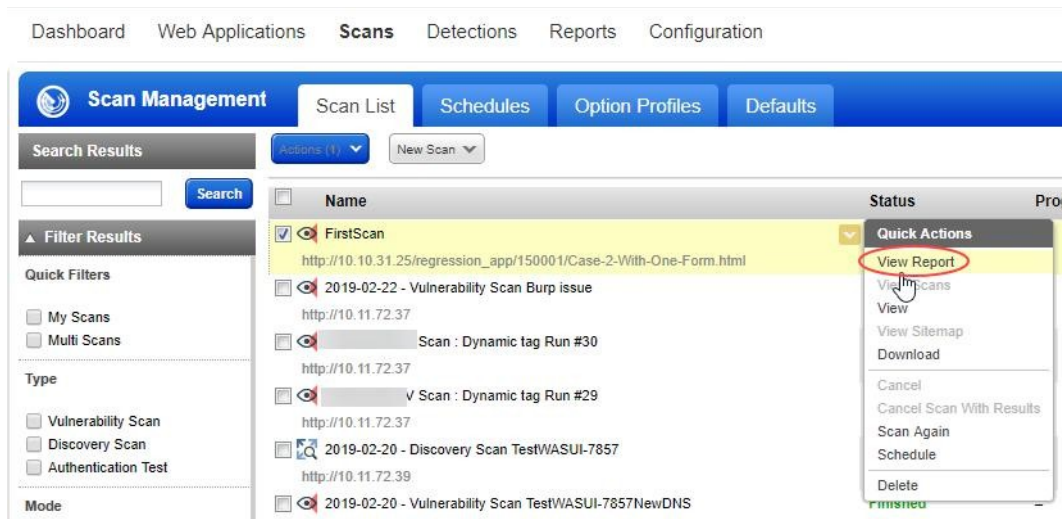 Dashboard Web Applications Scans Detections Reports Configuration
Scan Management Scan List Schedules Option Profiles Defaults
Search Results
Actions (1) New Scan
Search
Name Status
FirstScan
http://10.10.31.25/regression_app/150001/Case-2-With-One-Form.html
Filter Results
Quick Filters
My Scans
Multi Scans
Type
Vulnerability Scan
Discovery Scan
Authentication Test
Mode
2019-02-22 - Vulnerability Scan Burp issue
http://10.11.72.37
Scan : Dynamic tag Run #30
http://10.11.72.37
V Scan : Dynamic tag Run #29
http://10.11.72.37
2019-02-20 - Discovery Scan TestWASUI-7857
http://10.11.72.39
2019-02-20 - Vulnerability Scan TestWASUI-7857NewDNS
Quick Actions
View Report
View Scans
View
View Sitemap
Download
Cancel
Cancel Scan With Results
Scan Again
Schedule
Delete
Finished